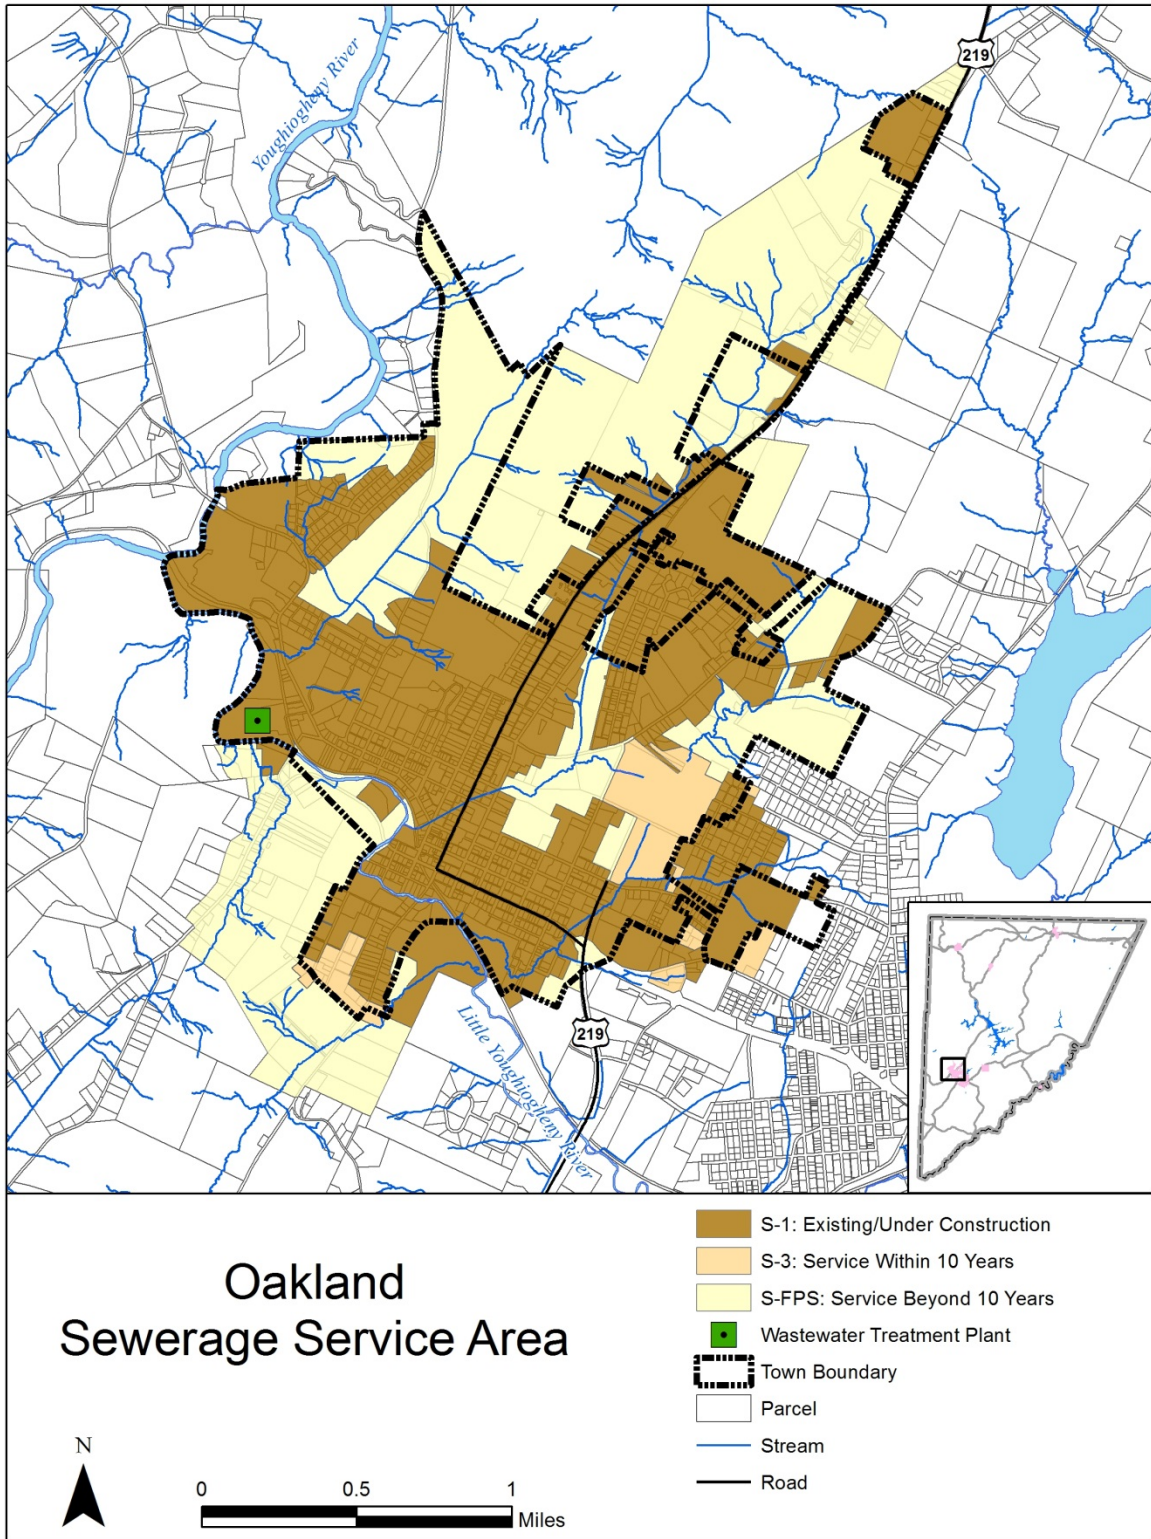 219
Youghiogheny River
219
Little Youghiogheny River
Oakland
Sewerage Service Area
S-1: Existing/Under Construction
S-3: Service Within 10 Years
S-FPS: Service Beyond 10 Years
Wastewater Treatment Plant
Town Boundary
Parcel
Stream
Road
N
0 0.5 1
Miles